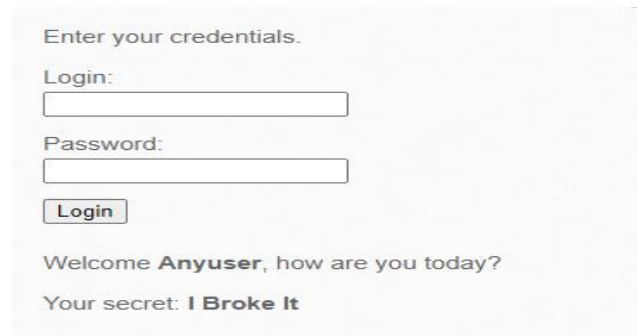 Enter your credentials.
Login:
Password:
Login
Welcome Anyuser, how are you today?
Your secret: I Broke It